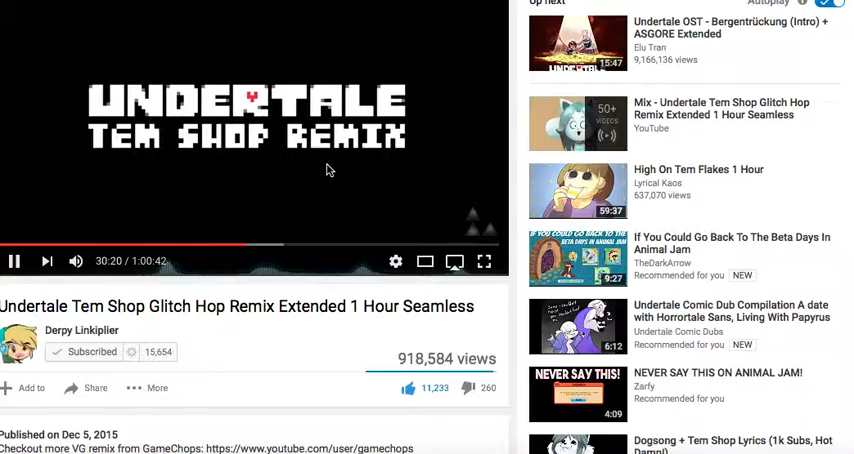 UNDERTALE
TEM SHOP REMIX
30:20 / 1:00:42
Undertale Tem Shop Glitch Hop Remix Extended 1 Hour Seamless
Derpy Linkiplier
Subscribed 15,654
918,584 views
Add to Share More 11,233 260
Published on Dec 5, 2015
Checkout more VG remix from GameChops: https://www.youtube.com/user/gamechops
Up next Autoplay
Undertale OST - Bergentrückung (Intro) +
ASGORE Extended
Elu Tran
9,166,136 views
15:47
Mix - Undertale Tem Shop Glitch Hop
Remix Extended 1 Hour Seamless
YouTube
50+
VIDEOS
High On Tem Flakes 1 Hour
Lyrical Kaos
637,070 views
59:37
If You Could Go Back To The Beta Days In
Animal Jam
TheDarkArrow
Recommended for you NEW
IF YOU COULD GO BACK TO THE
BETA DAYS IN ANIMAL JAM
9:27
Undertale Comic Dub Compilation A date
with Horrortale Sans, Living With Papyrus
Undertale Comic Dubs
Recommended for you NEW
6:12
NEVER SAY THIS ON ANIMAL JAM!
Zarfy
Recommended for you
NEVER SAY THIS!
4:09
Dogsong + Tem Shop Lyrics (1k Subs, Hot
Damn!)